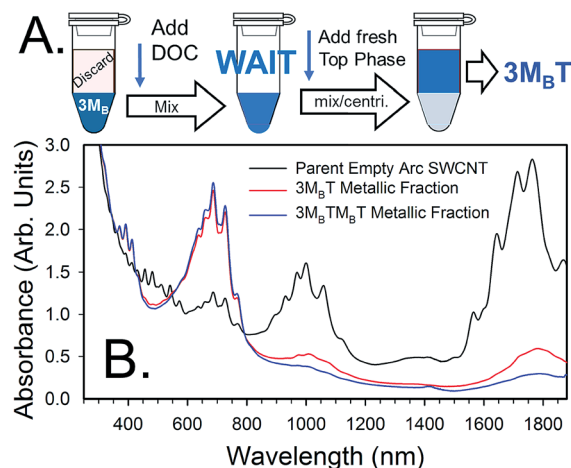 A.
Discard
3MB
Add
DOC
Mix
WAIT
Add fresh
Top Phase
mix/centri.
3MBT
B.
Absorbance (Arb. Units)
3.0
2.5
2.0
1.5
1.0
0.5
0.0
Parent Empty Arc SWCNT
3MBT Metallic Fraction
3MBTMBT Metallic Fraction
400 600 800 1000 1200 1400 1600 1800
Wavelength (nm)